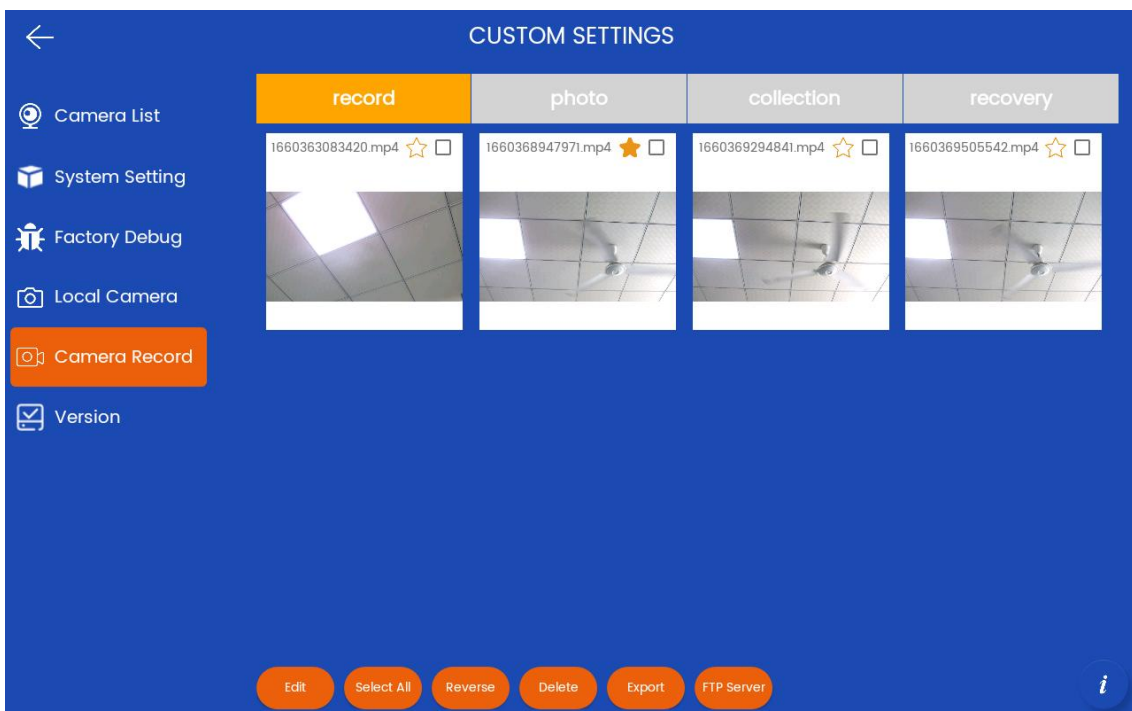 CUSTOM SETTINGS
Camera List
System Setting
Factory Debug
Local Camera
Camera Record
Version
record
photo
collection
recovery
1660363083420.mp4
1660368947971.mp4
1660369294841.mp4
1660369505542.mp4
Edit
Select All
Reverse
Delete
Export
FTP Server
i